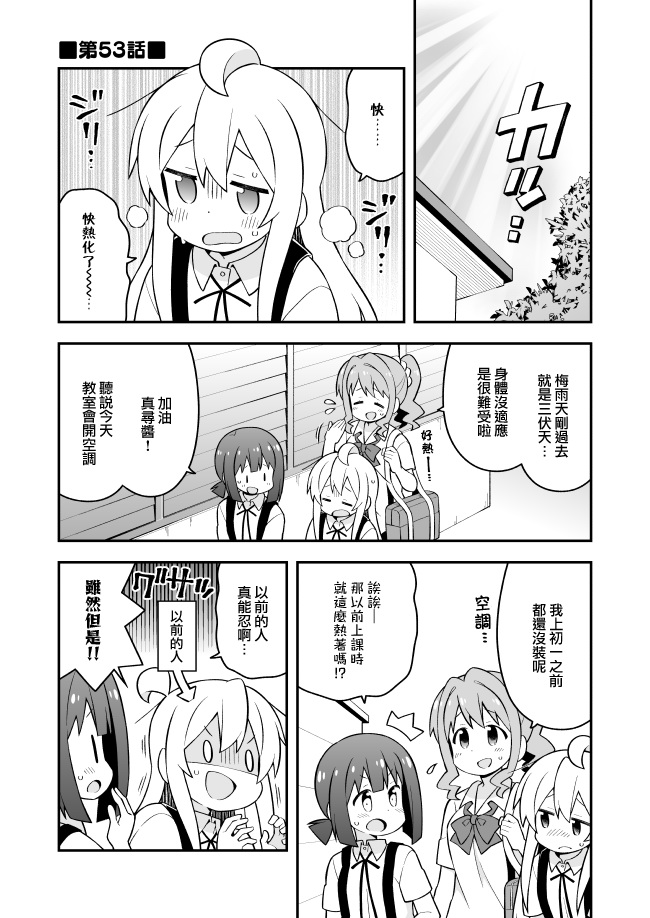 ■第53話■
カッ…
快……
ジリ…
ジリ…
快熱化了~~~…
梅雨天剛過去
就是三伏天…
身體沒適應
是很難受啦
好熱——…
加油
真尋醬！
聽説今天
教室會開空調
我上初一之前
都還沒裝呢
空調…
誒誒——
那以前上課時
就這麼熱著嗎!?
以前的人
真能忍啊…
グサッ
以前的人
雖然但是!!